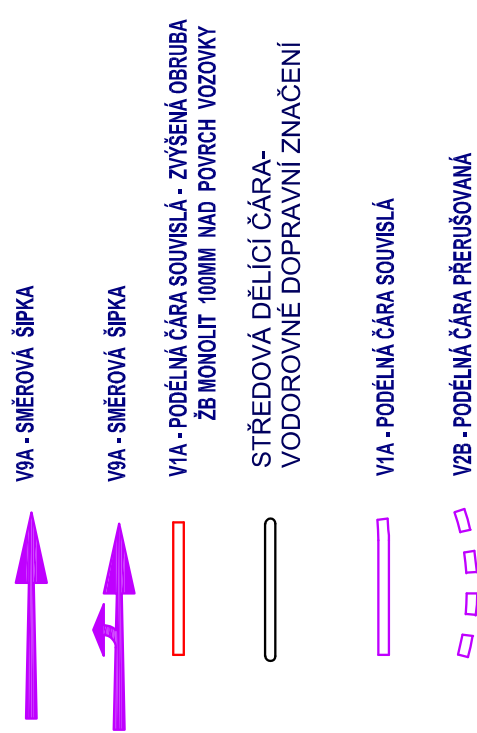 V9A - SMĚROVÁ ŠIPKA
V9A - SMĚROVÁ ŠIPKA
V1A - PODÉLNÁ ČÁRA SOUVISLÁ - ZVÝŠENÁ OBRUBA
ŽB MONOLIT 100MM NAD POVRCH VOZOVKY
STŘEDOVÁ DĚLÍCÍ ČÁRA-
VODOROVNÉ DOPRAVNÍ ZNAČENÍ
V1A - PODÉLNÁ ČÁRA SOUVISLÁ
V2B - PODÉLNÁ ČÁRA PŘERUŠOVANÁ